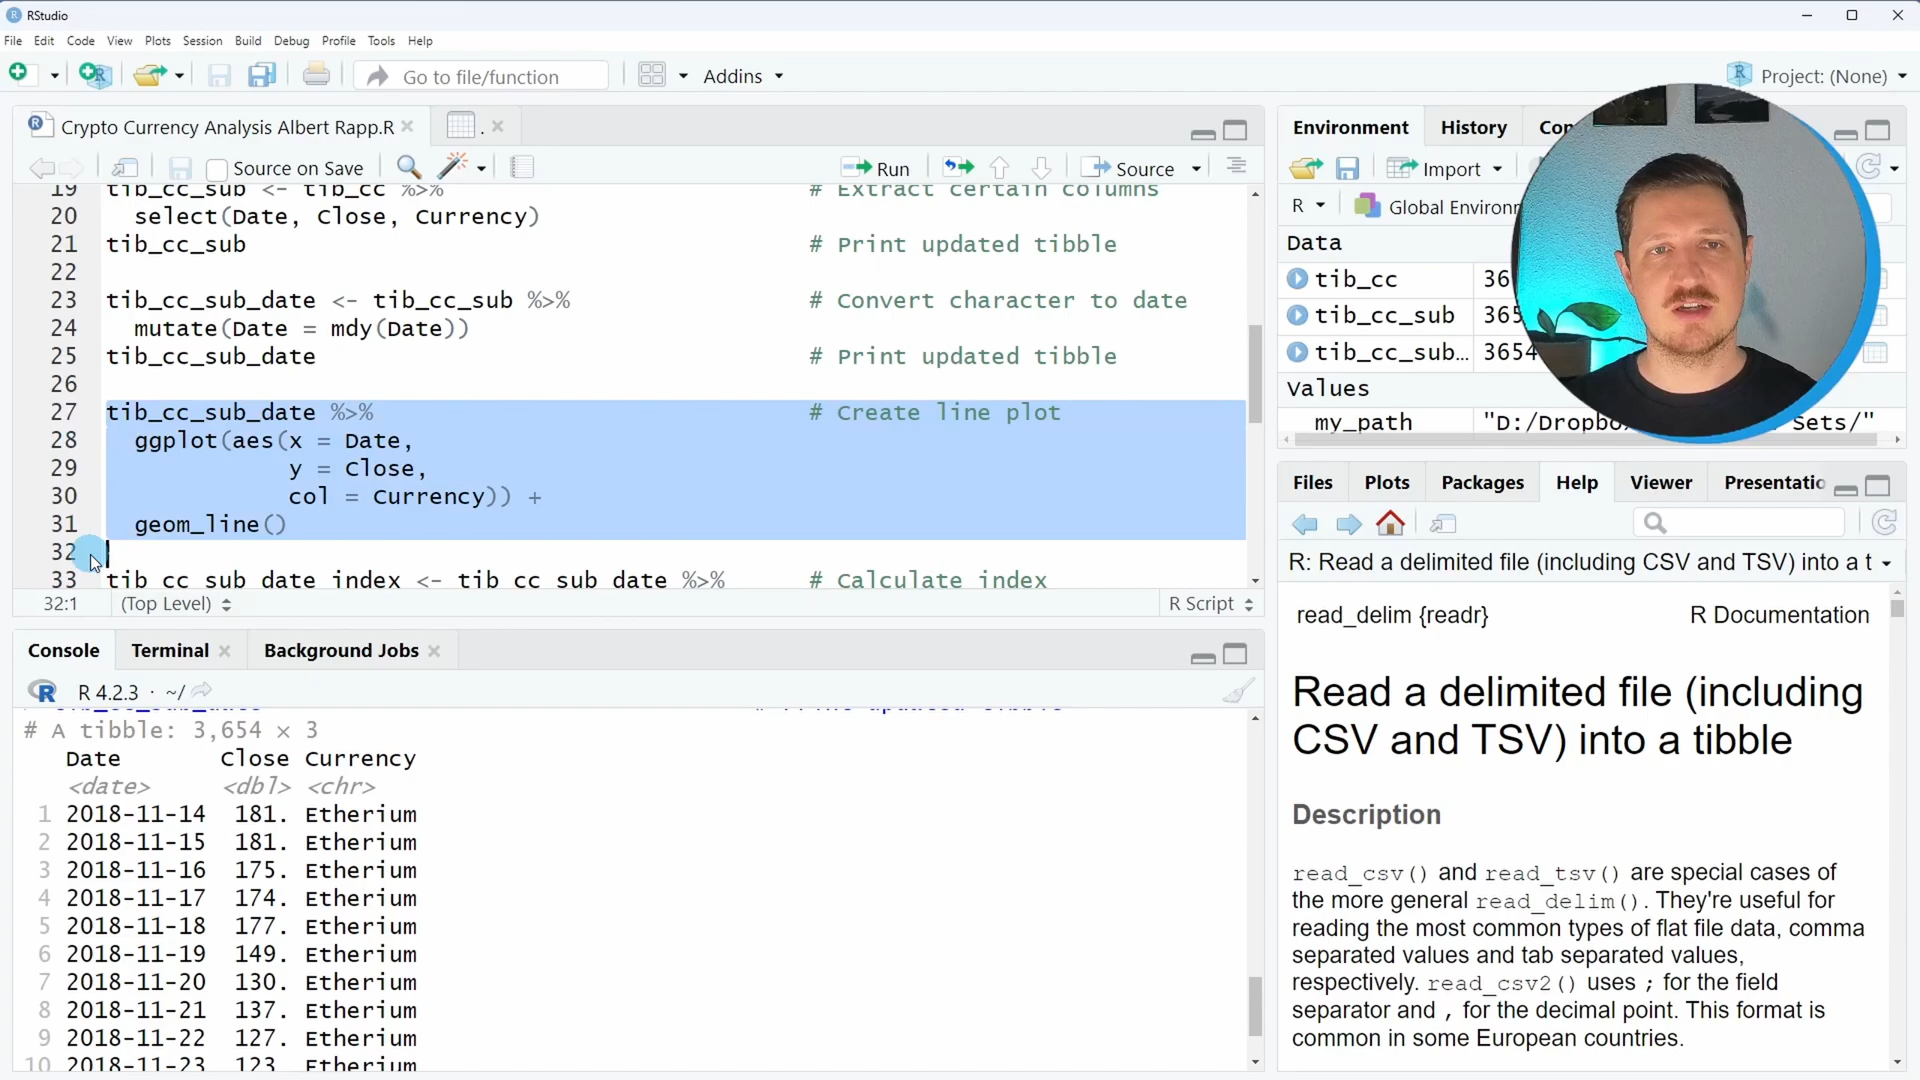 RStudio
File Edit Code View Plots Session Build Debug Profile Tools Help
Go to file/function Addins Project: (None)
Crypto Currency Analysis Albert Rapp.R .
Source on Save Run Source
19 tib_cc_sub <- tib_cc %>% # Extract certain columns
20 select(Date, Close, Currency)
21 tib_cc_sub # Print updated tibble
22
23 tib_cc_sub_date <- tib_cc_sub %>% # Convert character to date
24 mutate(Date = mdy(Date))
25 tib_cc_sub_date # Print updated tibble
26
27 tib_cc_sub_date %>% # Create line plot
28 ggplot(aes(x = Date,
29 y = Close,
30 col = Currency)) +
31 geom_line()
32
33 tib_cc_sub_date_index <- tib_cc_sub_date %>% # Calculate index
32:1 (Top Level) R Script
Console Terminal Background Jobs
R 4.2.3 · ~/
# A tibble: 3,654 × 3
Date Close Currency
<date> <dbl> <chr>
1 2018-11-14 181. Etherium
2 2018-11-15 181. Etherium
3 2018-11-16 175. Etherium
4 2018-11-17 174. Etherium
5 2018-11-18 177. Etherium
6 2018-11-19 149. Etherium
7 2018-11-20 130. Etherium
8 2018-11-21 137. Etherium
9 2018-11-22 127. Etherium
10 2018-11-23 123. Etherium
Environment History
Import
R Global
Data
tib_cc
tib_cc_sub
tib_cc_sub… 3654
Values
my_path "D:/ Sets/"
Files Plots Packages Help Viewer
R: Read a delimited file (including CSV and TSV) into a t
read_delim {readr} R Documentation
Read a delimited file (including
CSV and TSV) into a tibble
Description
read_csv() and read_tsv() are special cases of
the more general read_delim(). They're useful for
reading the most common types of flat file data, comma
separated values and tab separated values,
respectively. read_csv2() uses ; for the field
separator and , for the decimal point. This format is
common in some European countries.